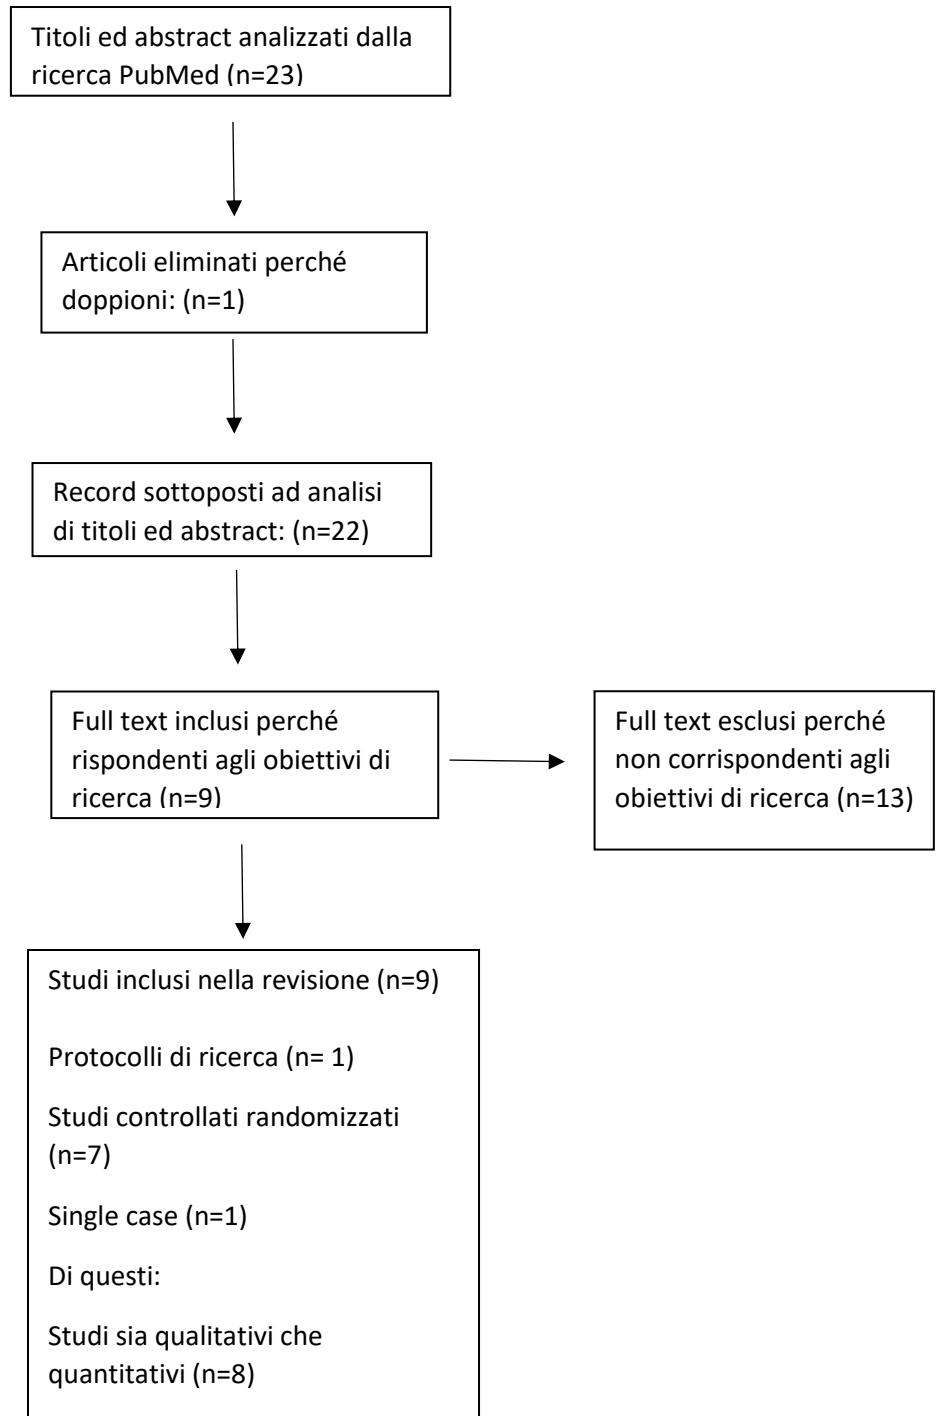 Titoli ed abstract analizzati dalla
ricerca PubMed (n=23)
Articoli eliminati perché
doppioni: (n=1)
Record sottoposti ad analisi
di titoli ed abstract: (n=22)
Full text inclusi perché
rispondenti agli obiettivi di
ricerca (n=9)
Full text esclusi perché
non corrispondenti agli
obiettivi di ricerca (n=13)
Studi inclusi nella revisione (n=9)
Protocolli di ricerca (n= 1)
Studi controllati randomizzati
(n=7)
Single case (n=1)
Di questi:
Studi sia qualitativi che
quantitativi (n=8)